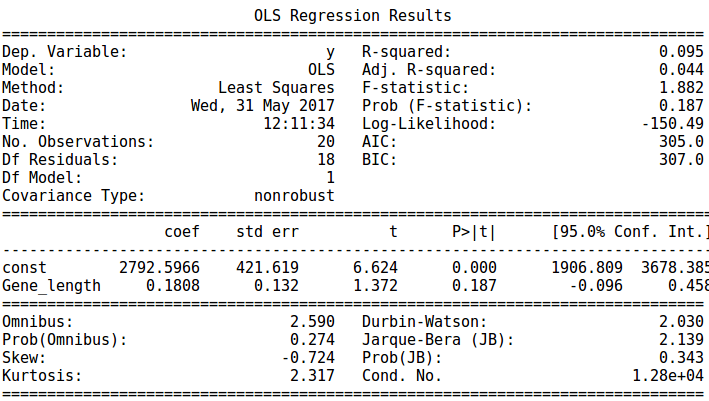 OLS Regression Results
==============================================================================
Dep. Variable:                      y   R-squared:                       0.095
Model:                            OLS   Adj. R-squared:                  0.044
Method:                 Least Squares   F-statistic:                     1.882
Date:                Wed, 31 May 2017   Prob (F-statistic):              0.187
Time:                        12:11:34   Log-Likelihood:                -150.49
No. Observations:                  20   AIC:                             305.0
Df Residuals:                      18   BIC:                             307.0
Df Model:                           1
Covariance Type:            nonrobust
==============================================================================
                  coef    std err          t      P>|t|      [95.0% Conf. Int.]
------------------------------------------------------------------------------
const        2792.5966    421.619      6.624      0.000      1906.809  3678.385
Gene_length     0.1808      0.132      1.372      0.187        -0.096     0.458
==============================================================================
Omnibus:                        2.590   Durbin-Watson:                   2.030
Prob(Omnibus):                  0.274   Jarque-Bera (JB):                2.139
Skew:                          -0.724   Prob(JB):                        0.343
Kurtosis:                       2.317   Cond. No.                     1.28e+04
==============================================================================